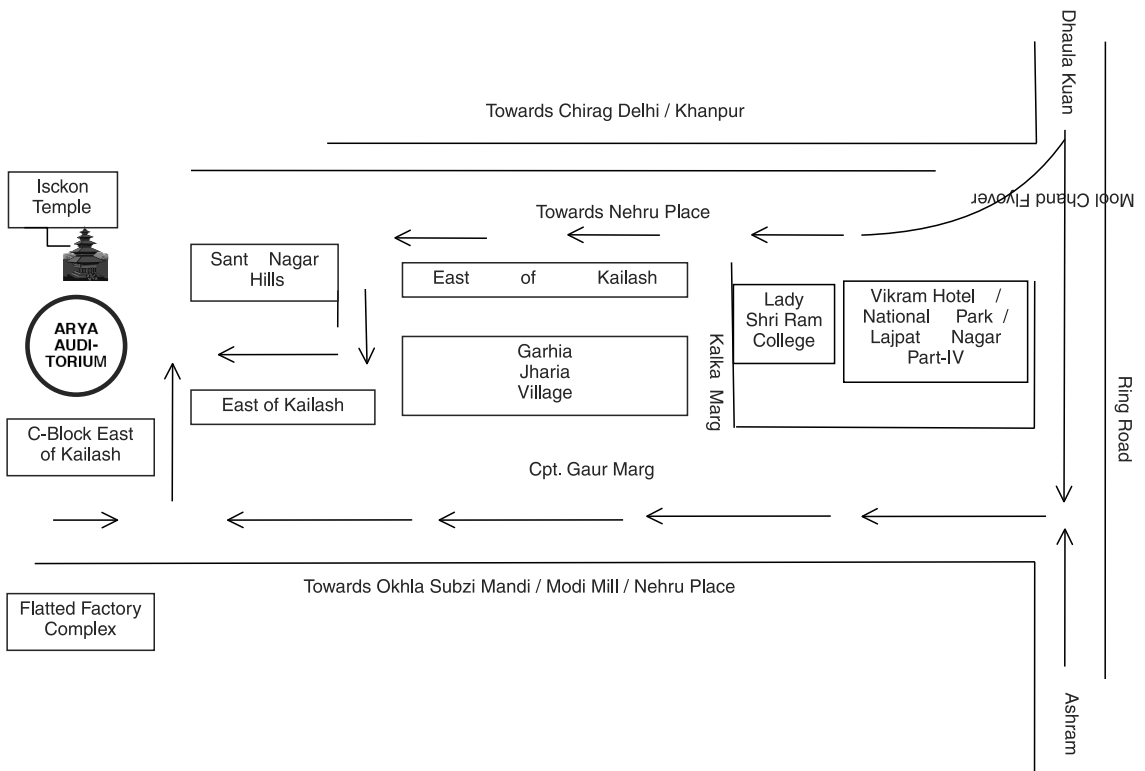 Dhaula Kuan
Towards Chirag Delhi / Khanpur
Isckon
Temple
Mool Chand Flyover
Towards Nehru Place
Sant Nagar
Hills
East of Kailash
Lady
Shri Ram
College
Vikram Hotel /
National Park /
Lajpat Nagar
Part-IV
ARYA
AUDI-
TORIUM
Garhia
Jharia
Village
Kalka Marg
Ring Road
East of Kailash
C-Block East
of Kailash
Cpt. Gaur Marg
Towards Okhla Subzi Mandi / Modi Mill / Nehru Place
Flatted Factory
Complex
Ashram